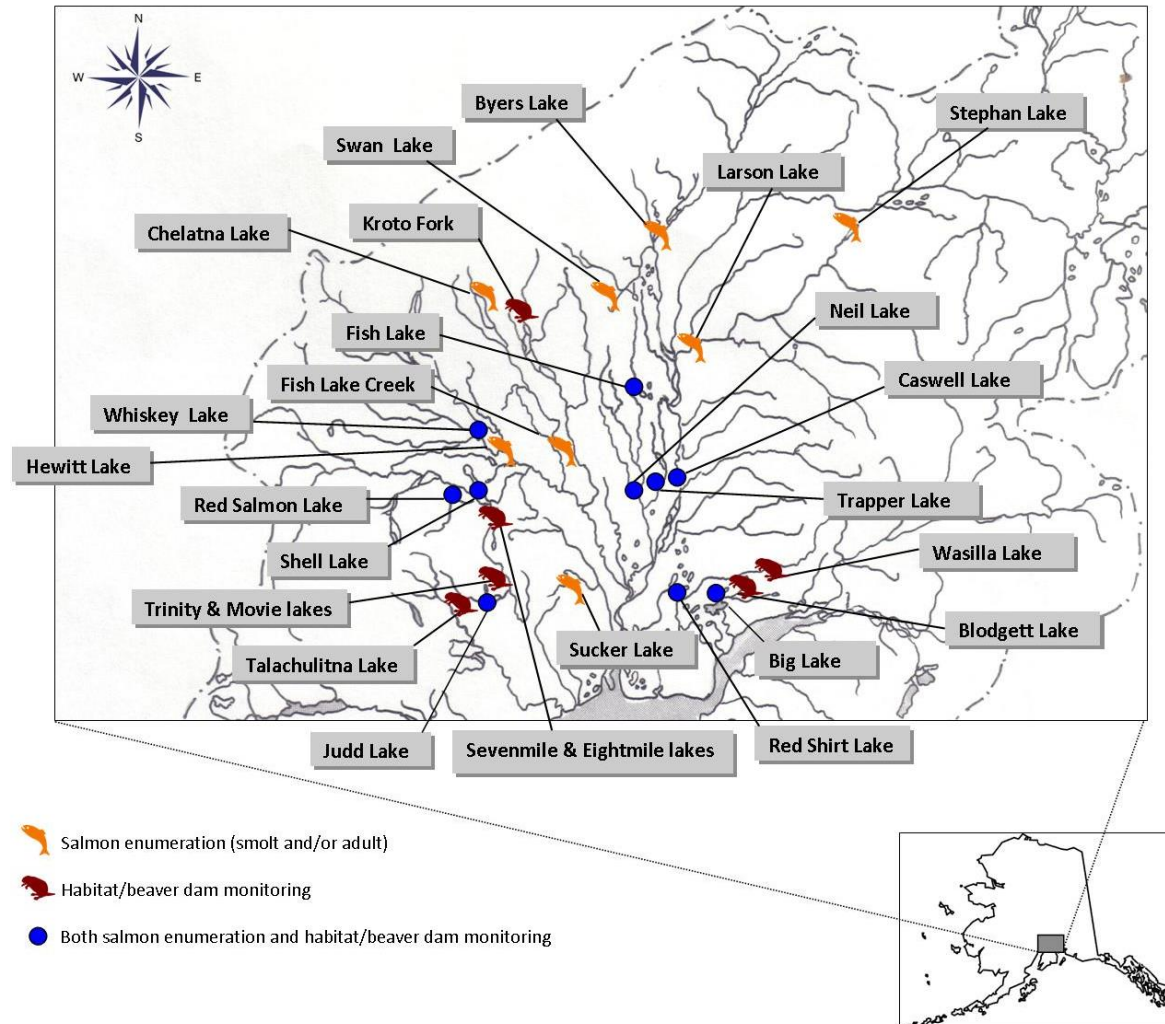 N
W
E
S
Byers Lake
Stephan Lake
Swan Lake
Larson Lake
Kroto Fork
Chelatna Lake
Neil Lake
Fish Lake
Caswell Lake
Fish Lake Creek
Whiskey Lake
Hewitt Lake
Trapper Lake
Red Salmon Lake
Wasilla Lake
Shell Lake
Trinity & Movie lakes
Blodgett Lake
Sucker Lake
Big Lake
Talachulitna Lake
Judd Lake
Sevenmile & Eightmile lakes
Red Shirt Lake
Salmon enumeration (smolt and/or adult)
Habitat/beaver dam monitoring
Both salmon enumeration and habitat/beaver dam monitoring